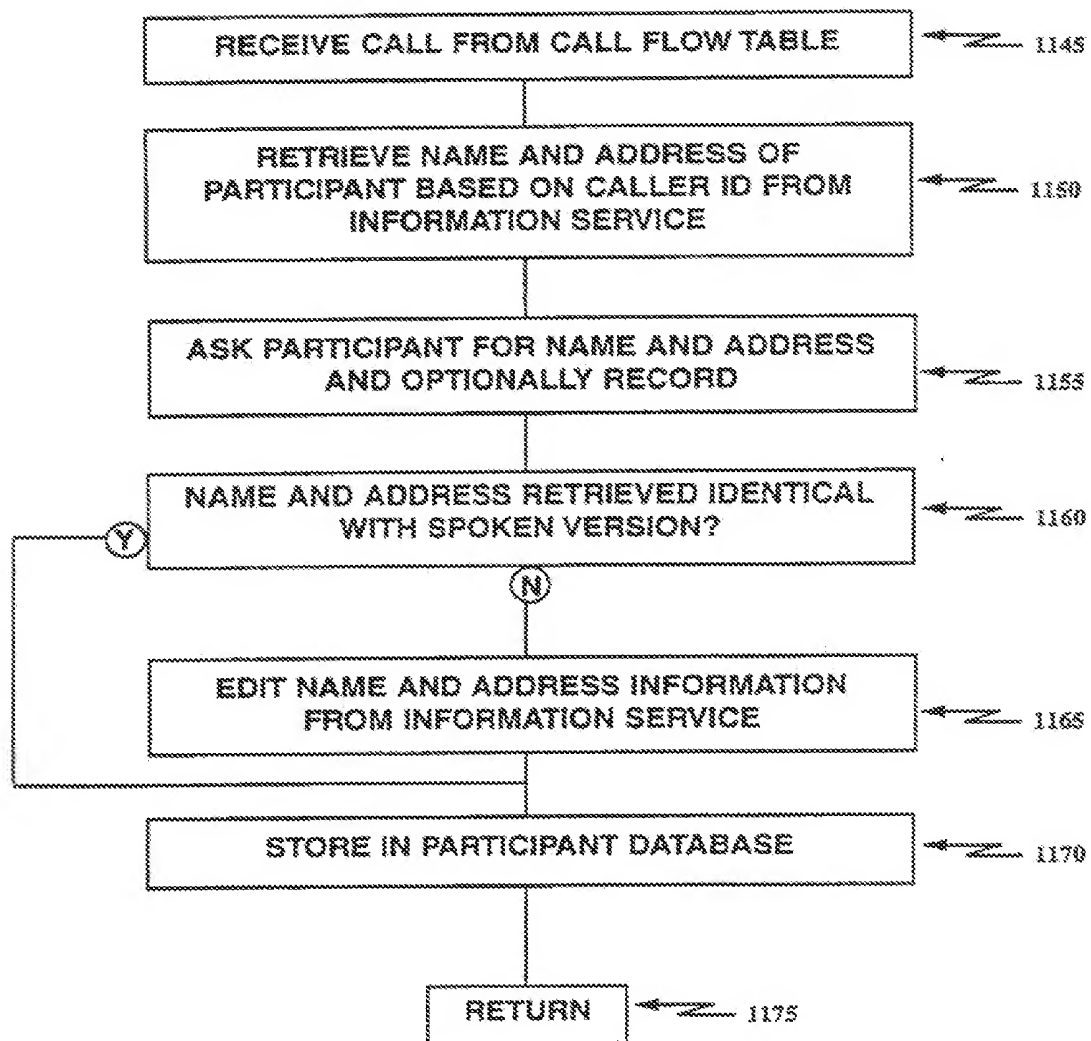 RECEIVE CALL FROM CALL FLOW TABLE
1145
RETRIEVE NAME AND ADDRESS OF
PARTICIPANT BASED ON CALLER ID FROM
INFORMATION SERVICE
1150
ASK PARTICIPANT FOR NAME AND ADDRESS
AND OPTIONALLY RECORD
1155
NAME AND ADDRESS RETRIEVED IDENTICAL
WITH SPOKEN VERSION?
1160
Y
N
EDIT NAME AND ADDRESS INFORMATION
FROM INFORMATION SERVICE
1165
STORE IN PARTICIPANT DATABASE
1170
RETURN
1175